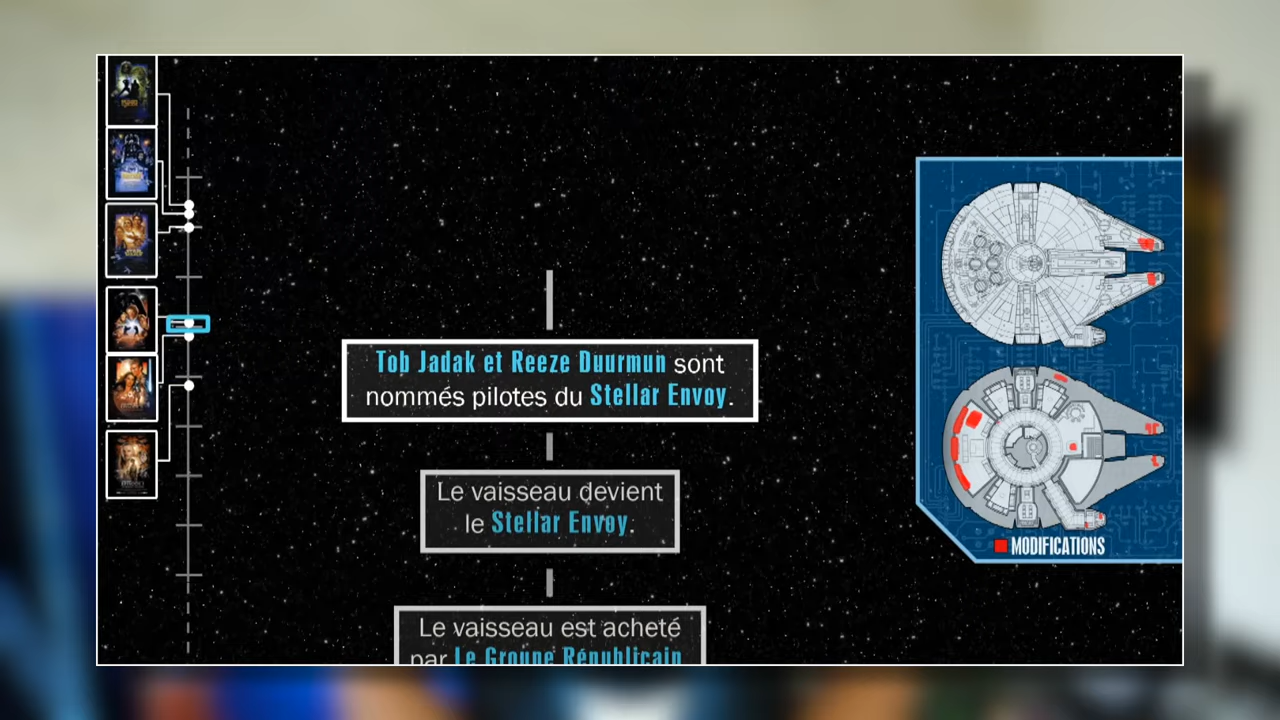 Tob Jadak et Reeze Duurmun sont
nommés pilotes du Stellar Envoy.
Le vaisseau devient
le Stellar Envoy.
Le vaisseau est acheté
par Le Groupe Républicain
MODIFICATIONS